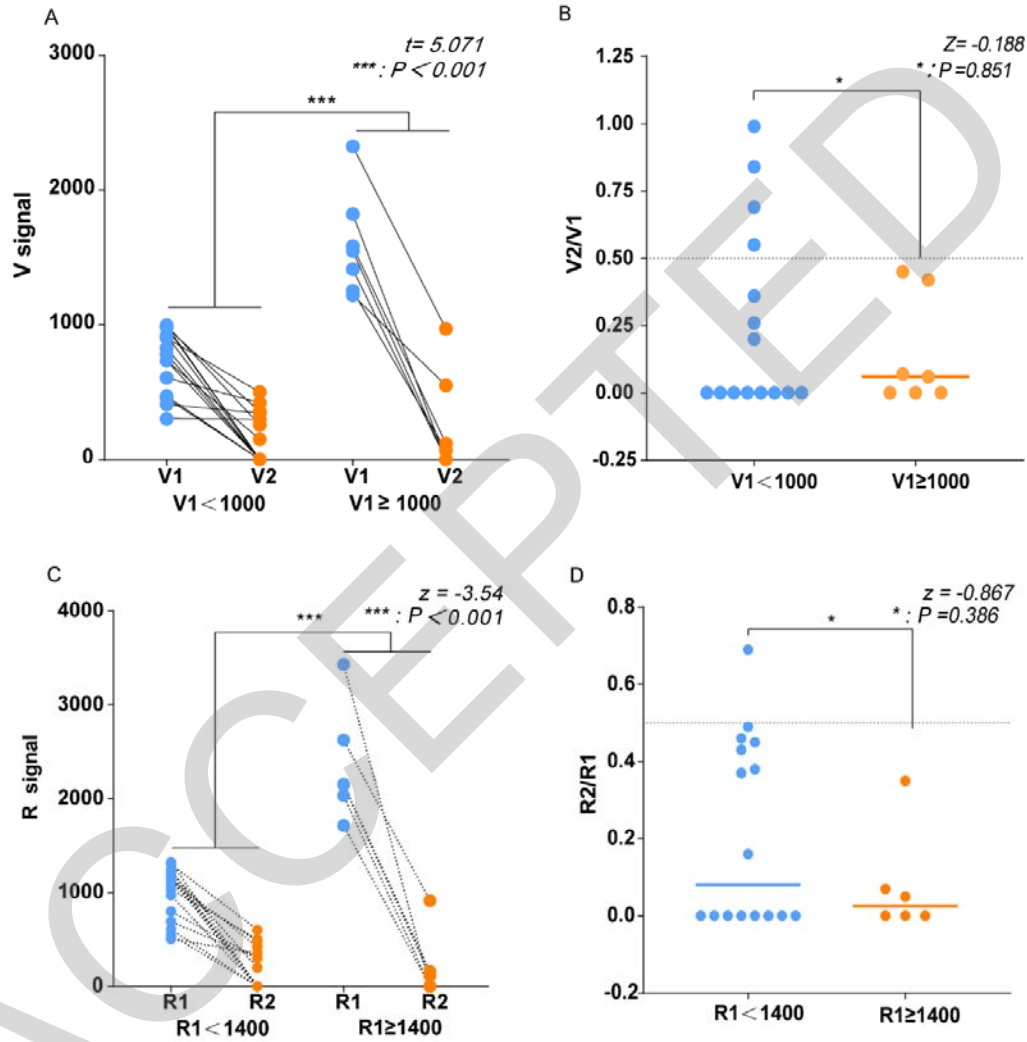 A
t= 5.071
*** : P < 0.001
***
3000
2000
1000
0
V signal
V1 V2 V1 V2
V1<1000 V1≥1000
B
Z= -0.188
* : P =0.851
*
1.25
1.00
0.75
0.50
0.25
0.00
-0.25
V2/V1
V1<1000 V1≥1000
C
z = -3.54
*** : P <0.001
***
4000
3000
2000
1000
0
R signal
R1 R2 R1 R2
R1<1400 R1≥1400
D
z = -0.867
* : P =0.386
*
0.8
0.6
0.4
0.2
0.0
-0.2
R2/R1
R1<1400 R1≥1400
ACCEPTED